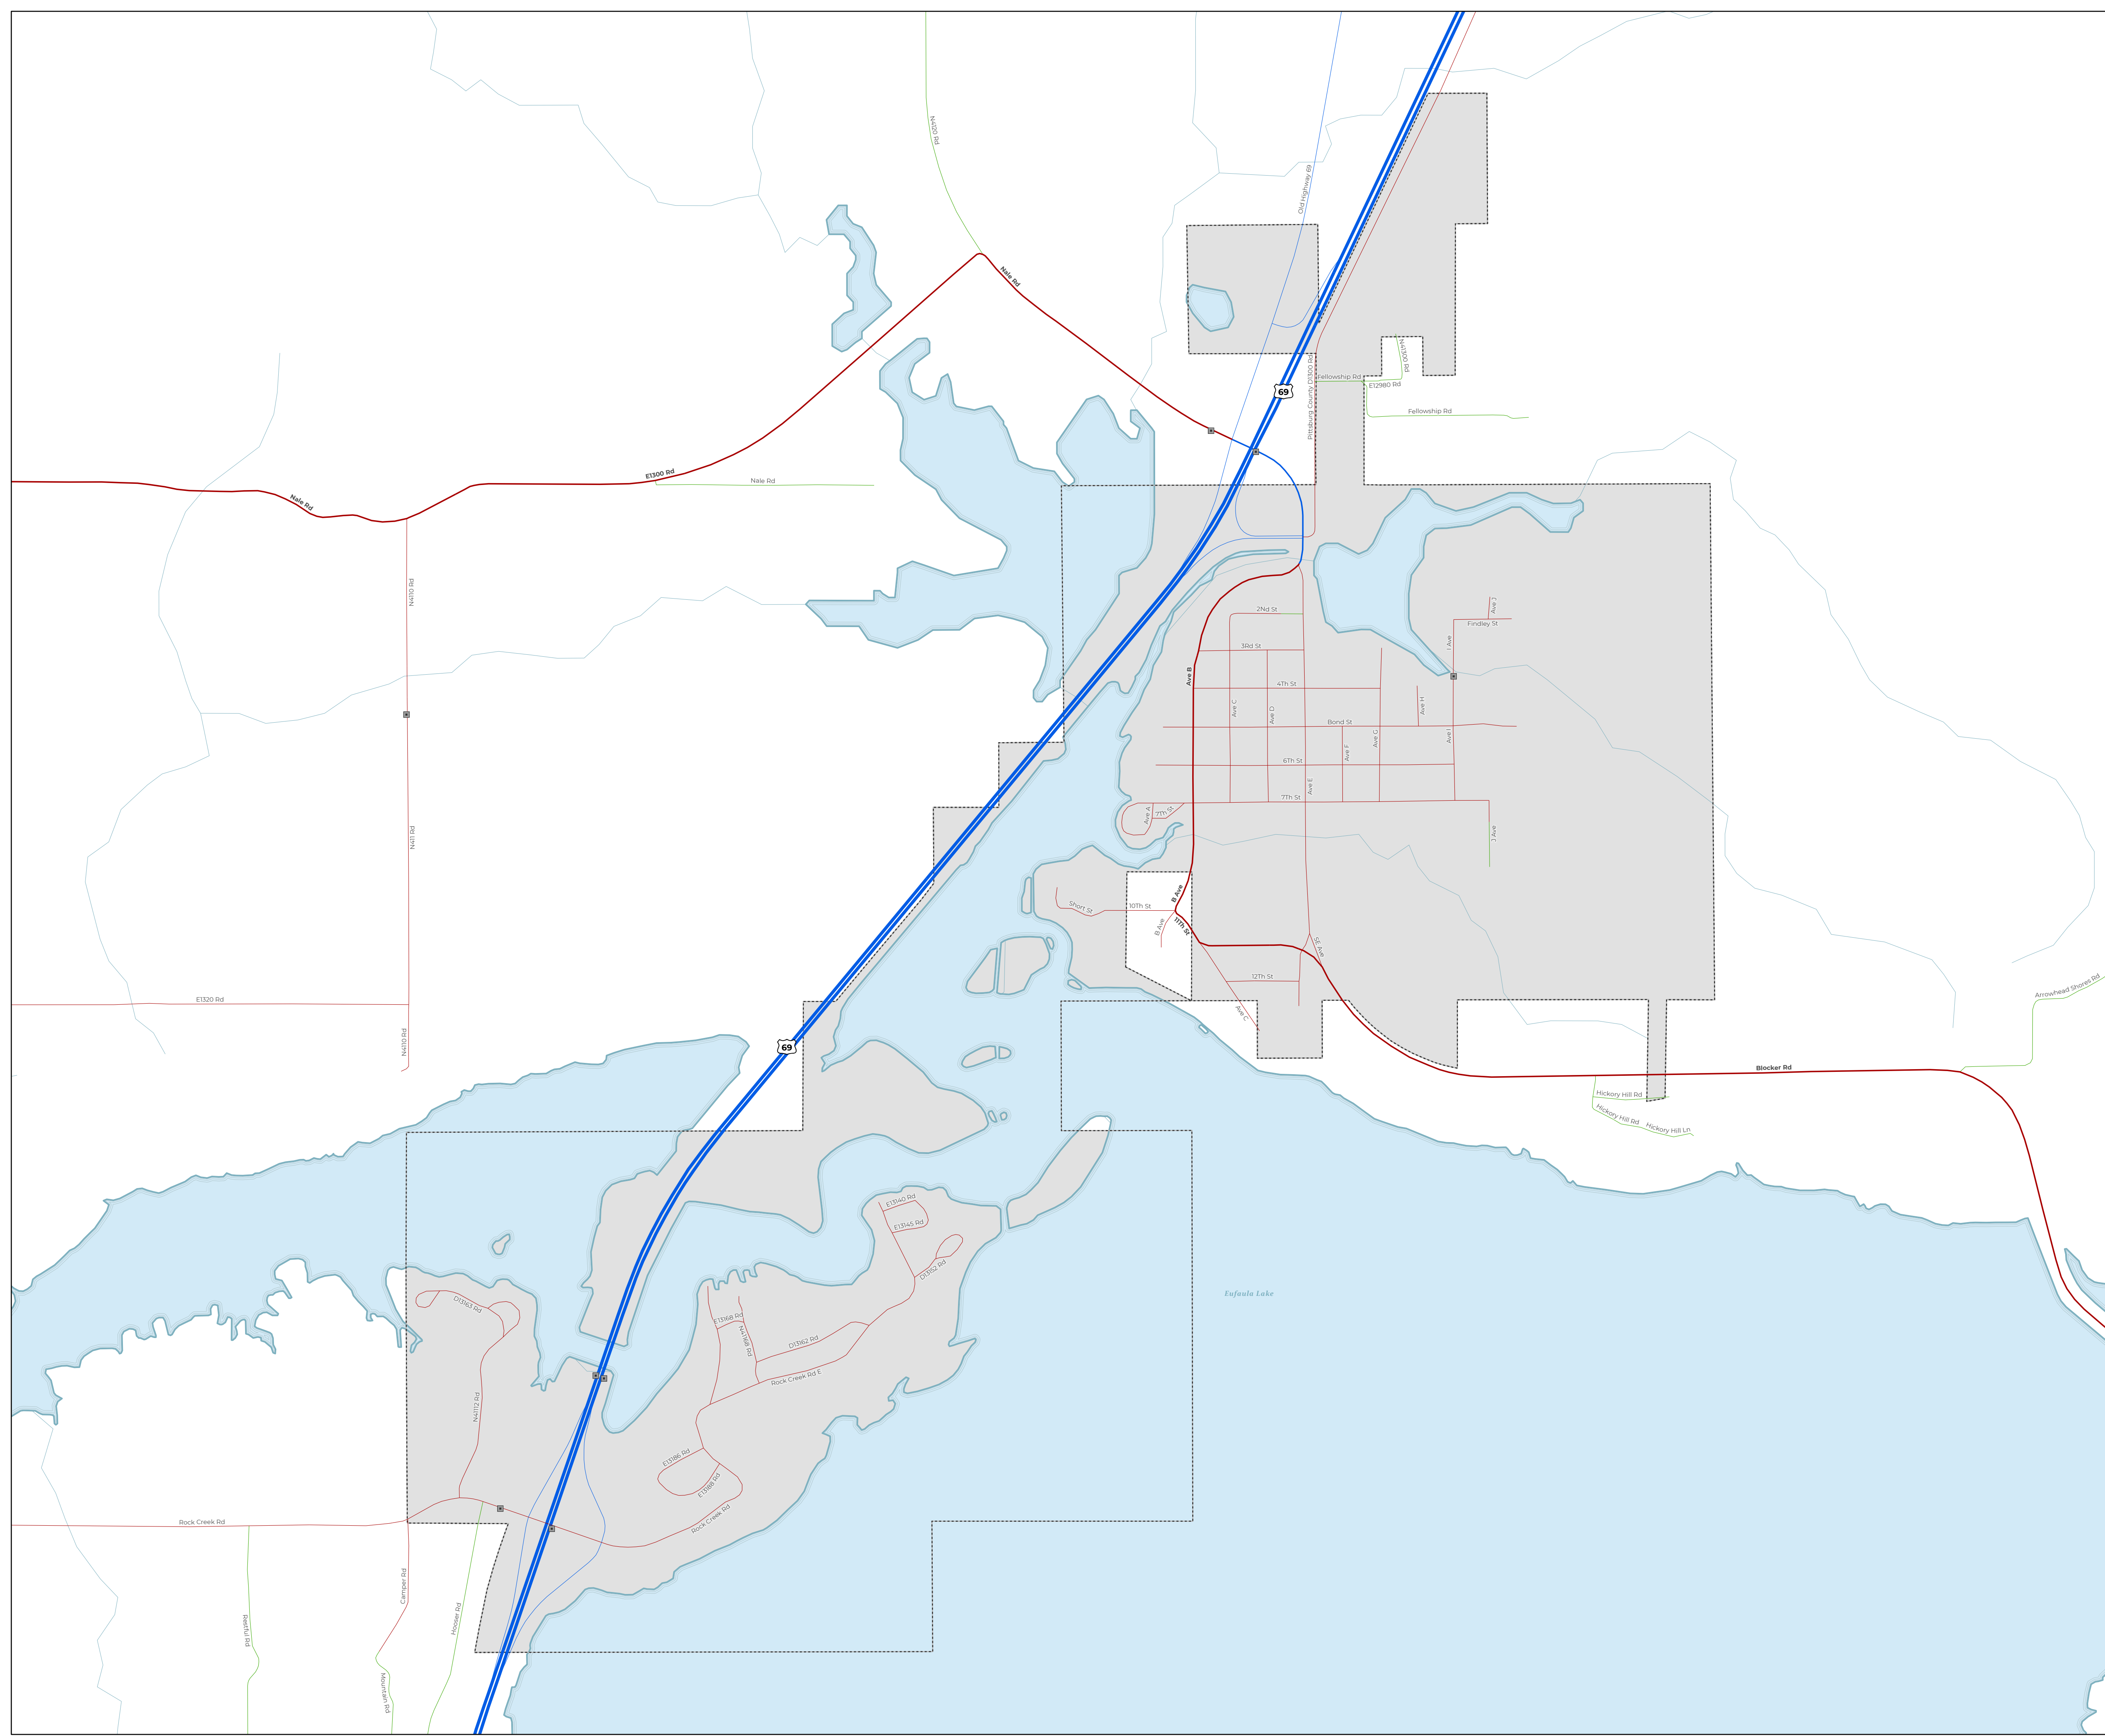 N4120 Rd
Old Highway 69
Nale Rd
N41300 Rd
Pittsburg County D1300 Rd
Fellowship Rd
E12980 Rd
69
Fellowship Rd
E1300 Rd
Nale Rd
Nale Rd
N4110 Rd
2Nd St
Ave J
Findley St
I Ave
3Rd St
Ave B
4Th St
Ave C
Ave D
Ave H
Bond St
Ave G
Ave I
Ave F
6Th St
Ave E
7Th St
Ave A
7Th St
N4111 Rd
J Ave
B Ave
Short St
10Th St
B Ave
11Th St
SE Ave
12Th St
Ave C
E1320 Rd
Arrowhead Shores Rd
N4110 Rd
69
Blocker Rd
Hickory Hill Rd
Hickory Hill Rd
Hickory Hill Ln
E13140 Rd
E13145 Rd
D13152 Rd
Eufaula Lake
D13163 Rd
E13168 Rd
N4116B Rd
D13162 Rd
Rock Creek Rd E
N41112 Rd
E13186 Rd
E13188 Rd
Rock Creek Rd
Rock Creek Rd
Camper Rd
Restful Rd
Hooser Rd
Mountain Rd